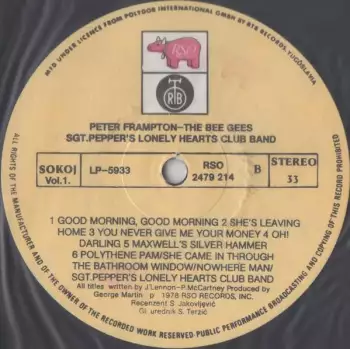 MFD UNDER LICENCE FROM POLYDOR INTERNATIONAL GMBH BY RTB RECORDS, YUGOSLAVIA
ALL RIGHTS OF THE MANUFACTURER AND OF THE OWNER OF THE RECORDED WORK RESERVED·PUBLIC PERFORMANCE BROADCASTING AND COPYING OF THIS RECORD PROHIBITED
RSO
RTB
PETER FRAMPTON-THE BEE GEES
SGT.PEPPER'S LONELY HEARTS CLUB BAND
SOKOJ
Vol.1.
LP-5933
RSO
2479 214
B
STEREO
33
1 GOOD MORNING, GOOD MORNING 2 SHE'S LEAVING
HOME 3 YOU NEVER GIVE ME YOUR MONEY 4 OH!
DARLING 5 MAXWELL'S SILVER HAMMER
6 POLYTHENE PAM/SHE CAME IN THROUGH
THE BATHROOM WINDOW/NOWHERE MAN/
SGT.PEPPER'S LONELY HEARTS CLUB BAND
All titles written by J.Lennon-P.McCartney Produced by
George Martin p 1978 RSO RECORDS, INC.
Recenzent S. Jakovljević
Gl. urednik S. Terzić